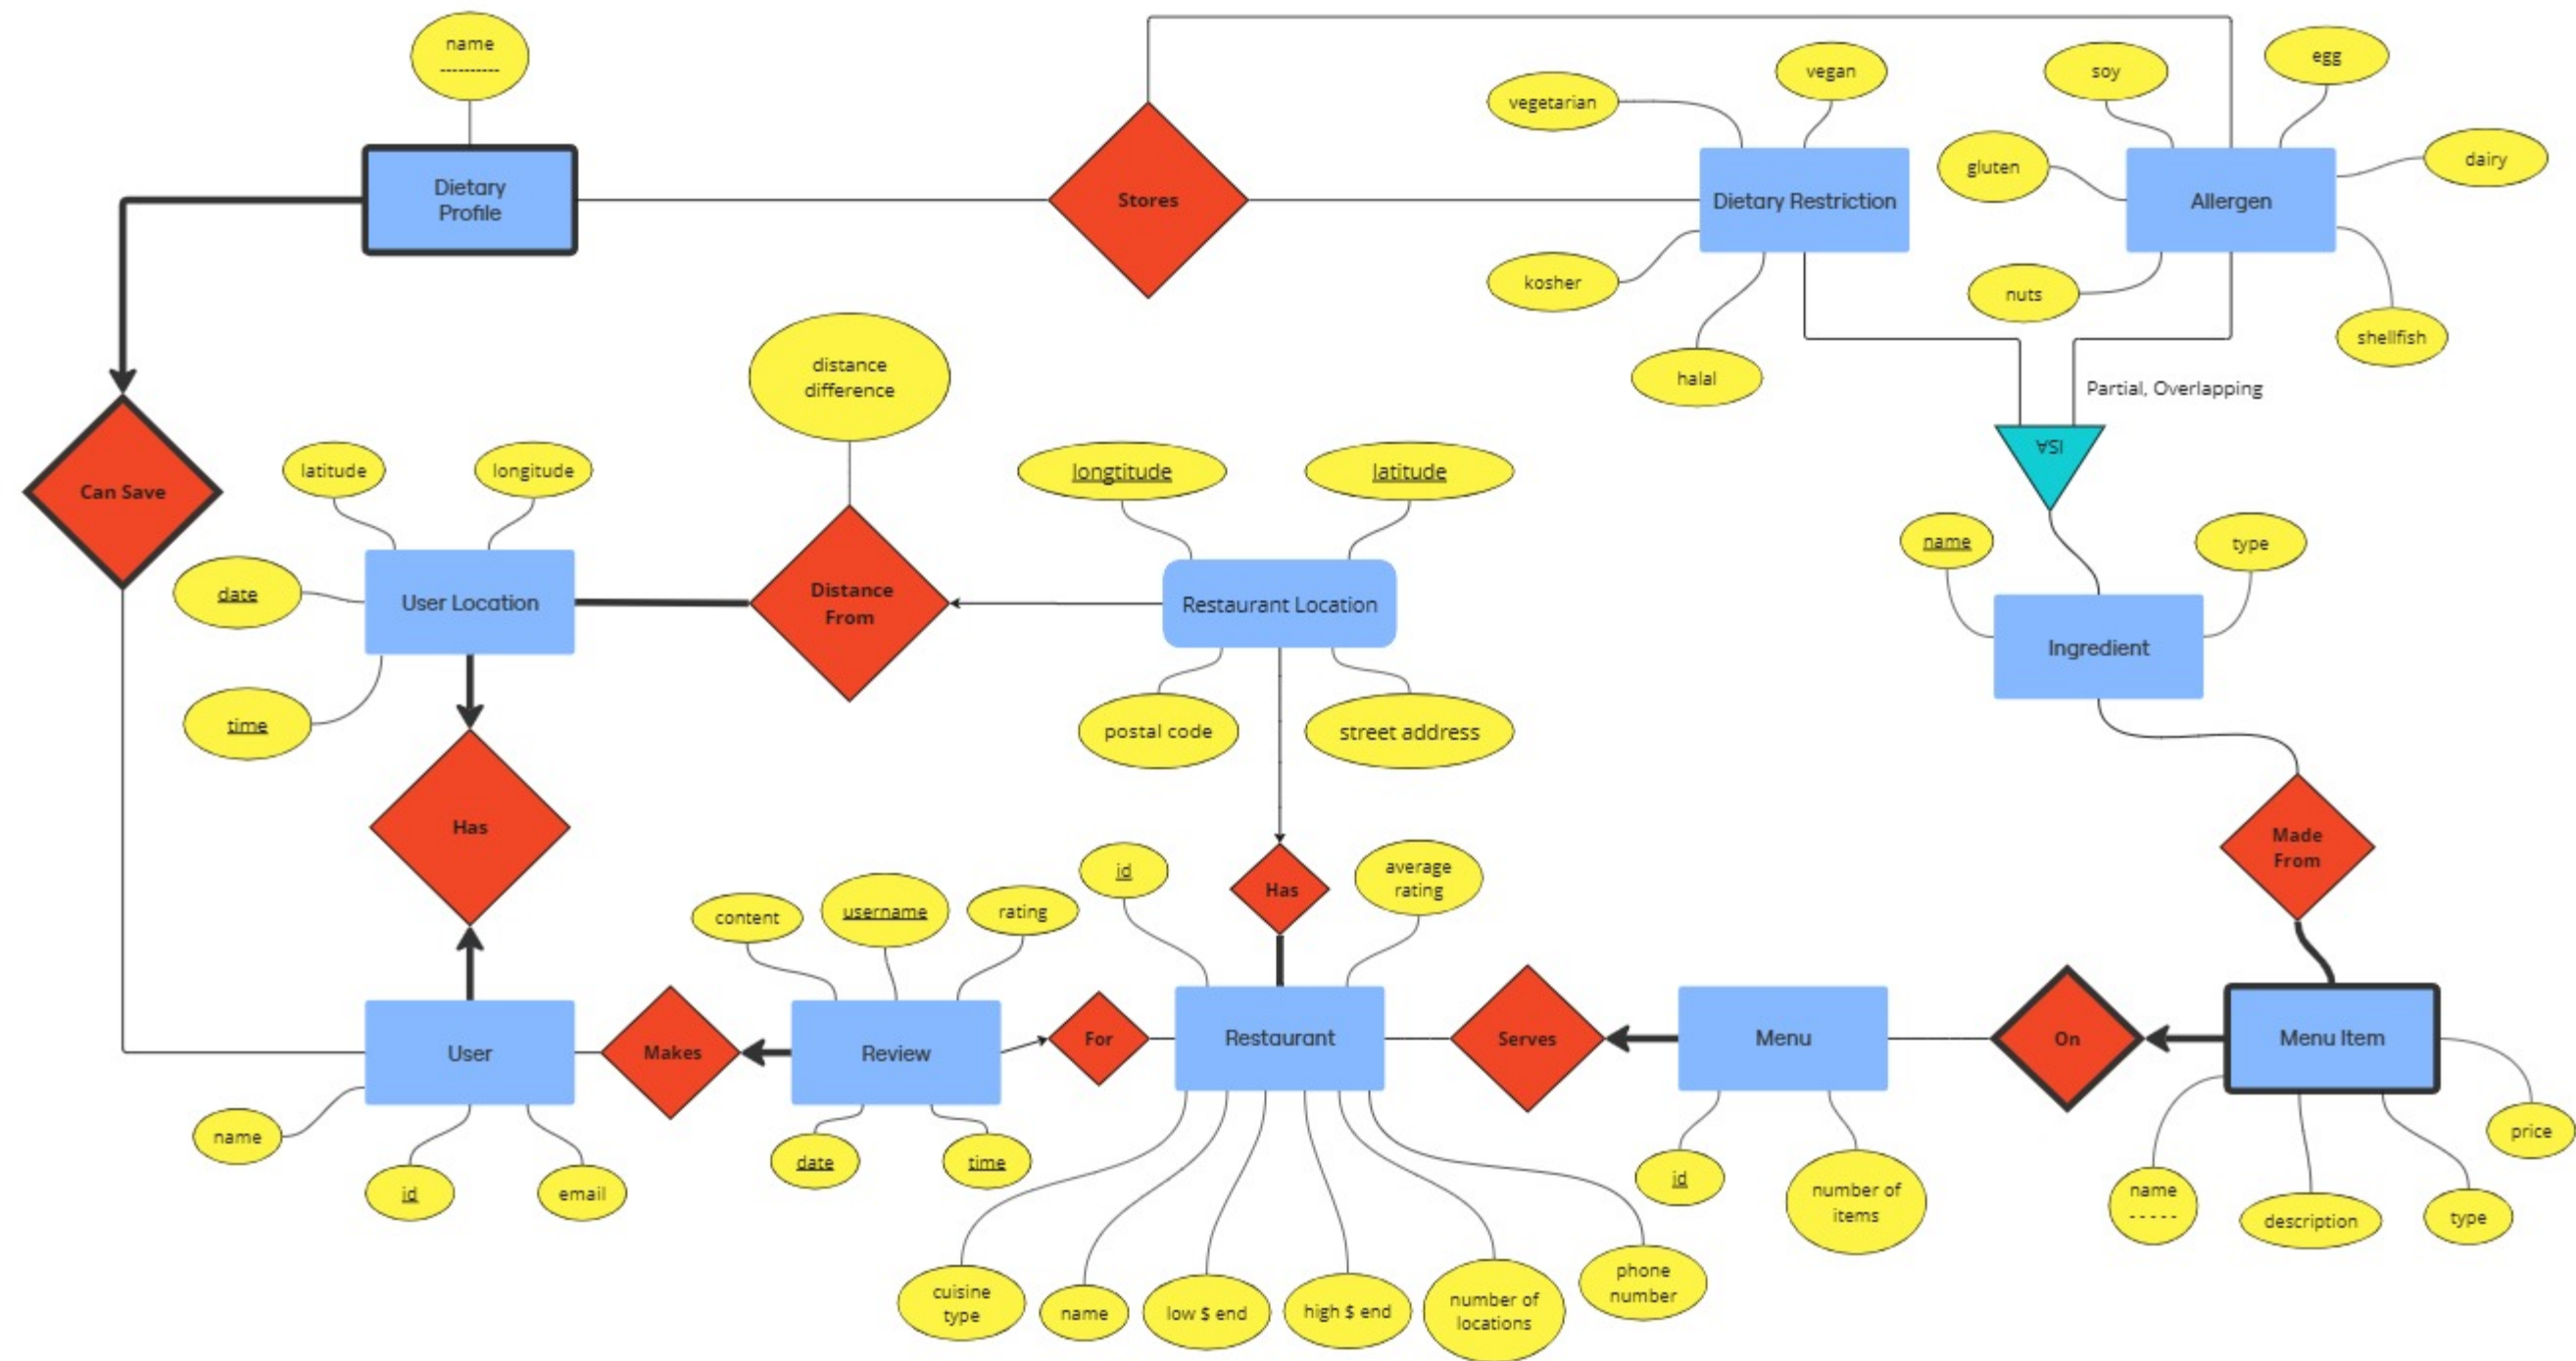 name
----------
Dietary
Profile
Stores
vegetarian
vegan
Dietary Restriction
kosher
halal
soy
egg
gluten
dairy
Allergen
nuts
shellfish
Partial, Overlapping
ISA
Can Save
distance
difference
latitude
longitude
date
User Location
time
Distance
From
longtitude
latitude
Restaurant Location
postal code
street address
name
type
Ingredient
Has
Made
From
content
username
rating
id
Has
average
rating
User
Makes
Review
For
Restaurant
Serves
Menu
On
Menu Item
name
id
email
date
time
cuisine
type
name
low $ end
high $ end
number of
locations
phone
number
id
number of
items
name
-----
description
type
price